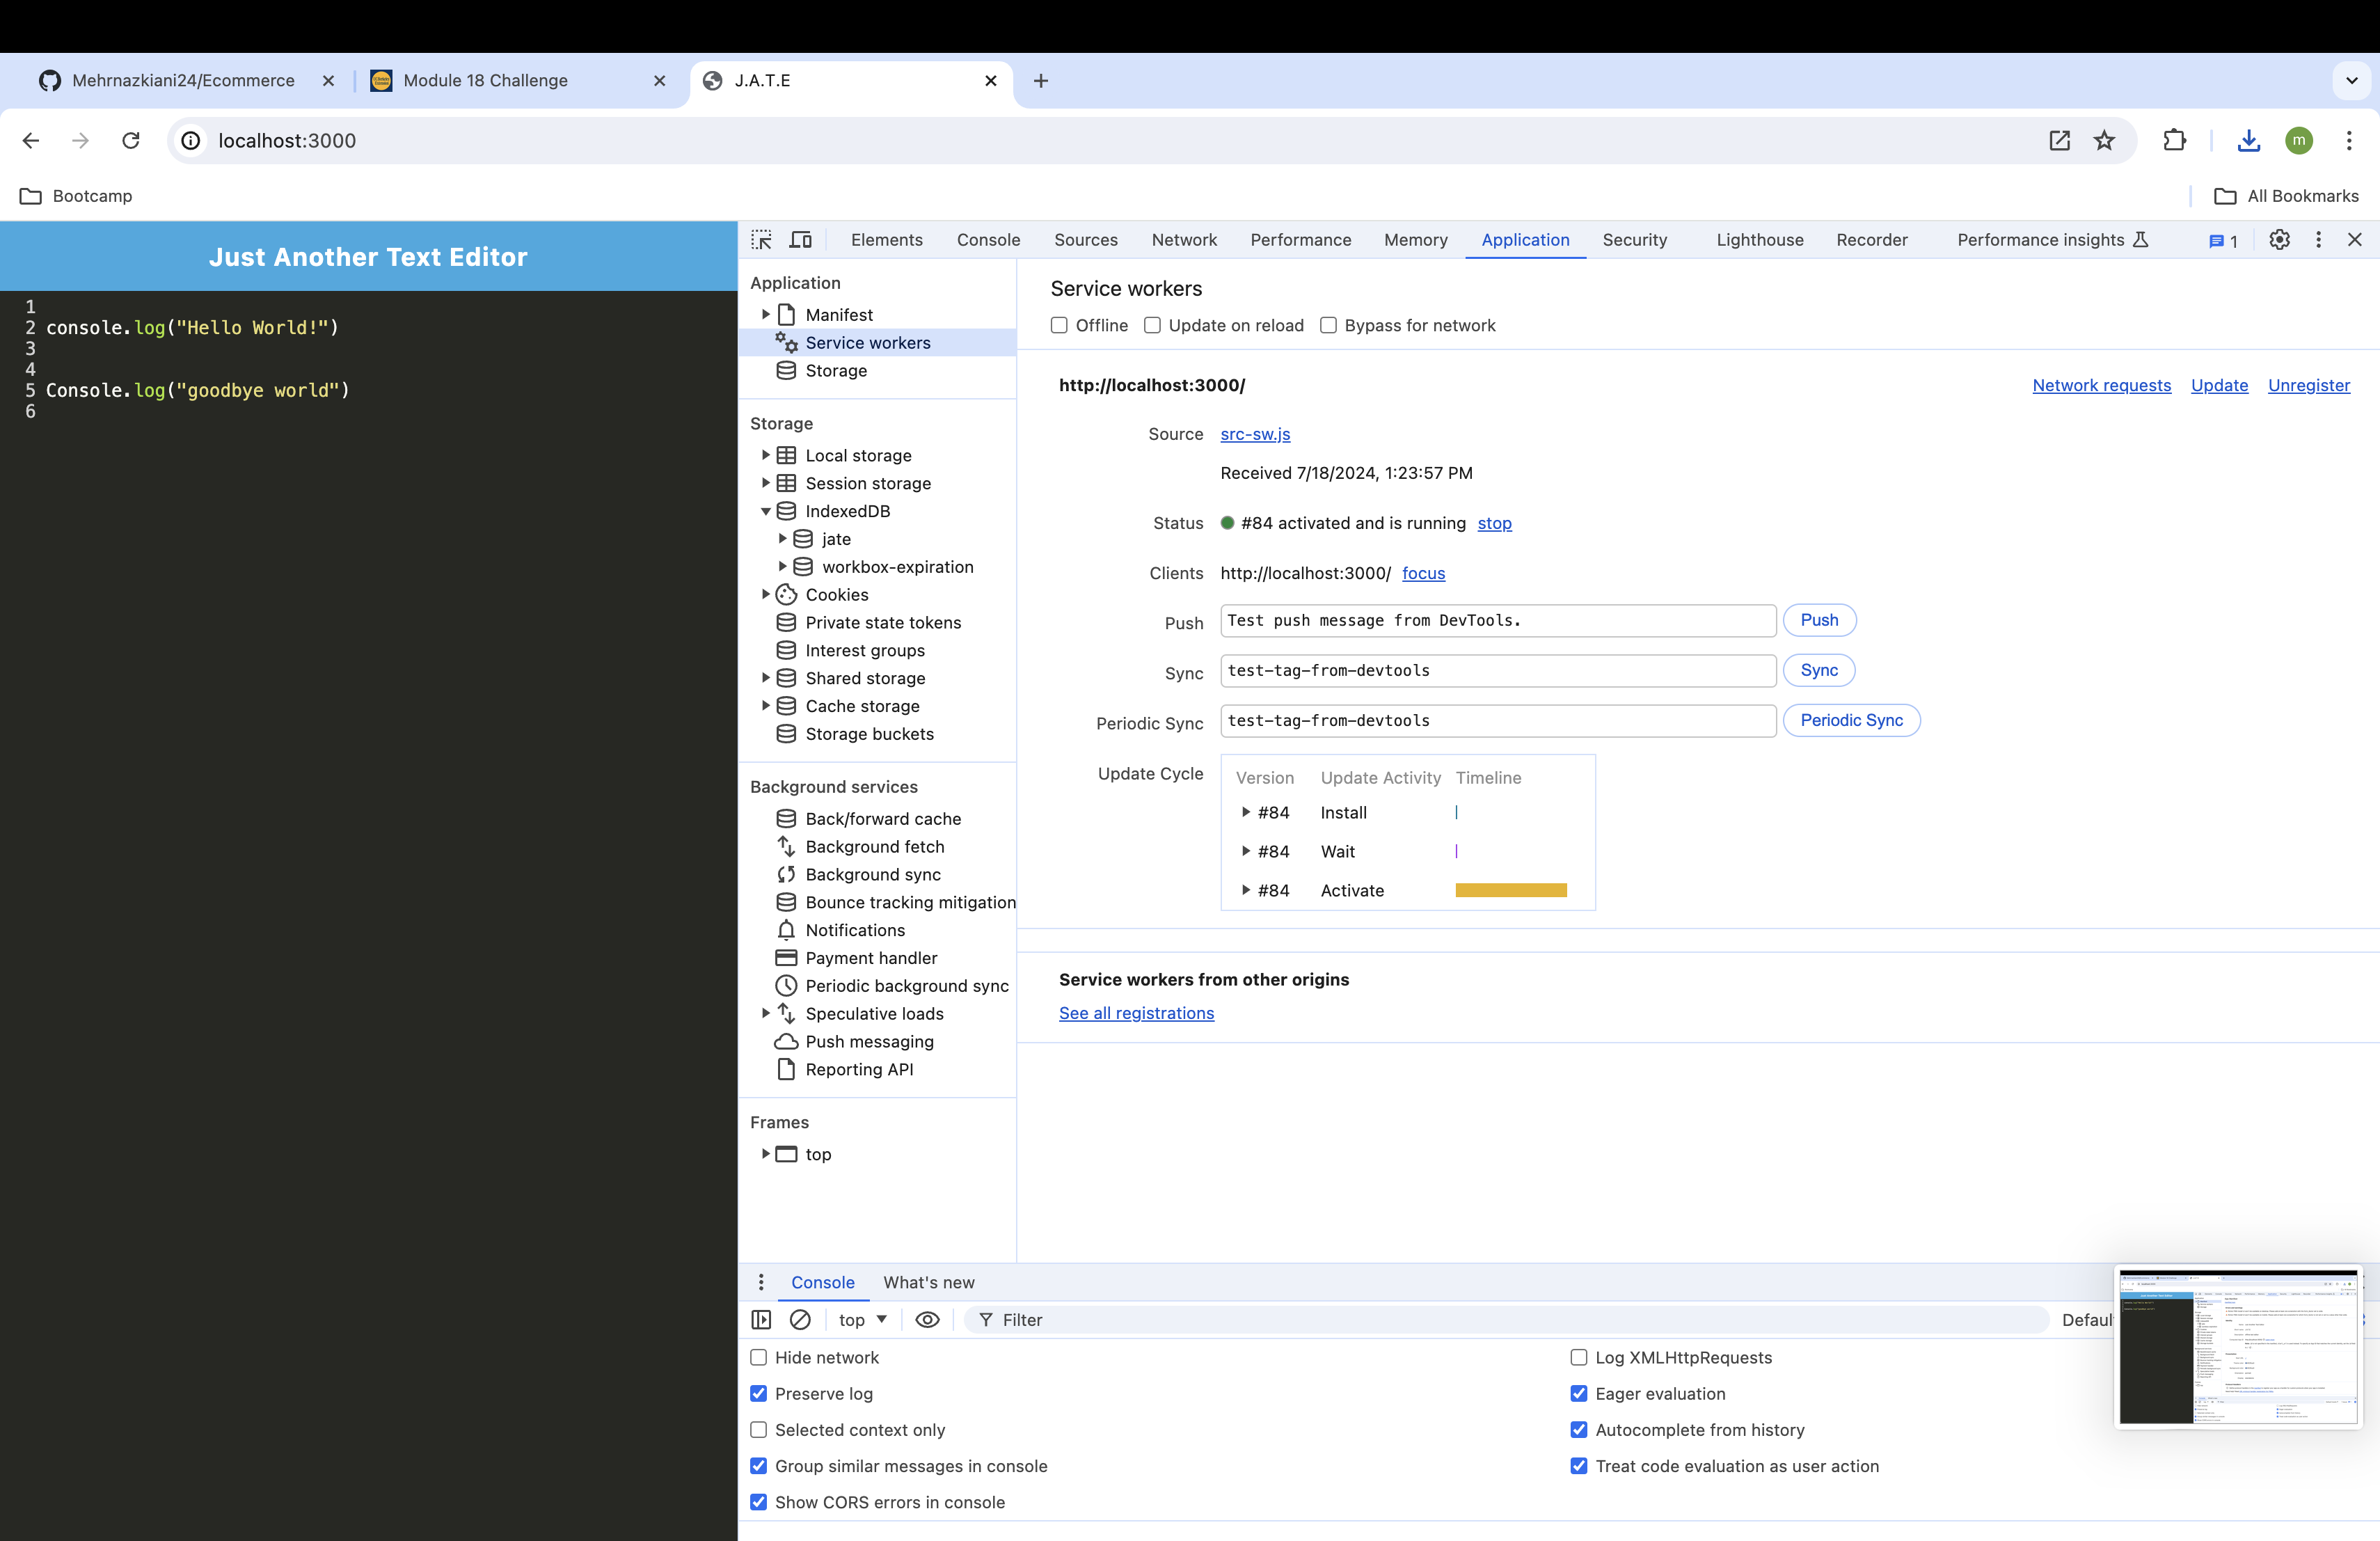 Mehrnazkiani24/Ecommerce
Module 18 Challenge
J.A.T.E
localhost:3000
m
Bootcamp
All Bookmarks
Just Another Text Editor
1
2 console.log("Hello World!")
3
4
5 Console.log("goodbye world")
6
Elements Console Sources Network Performance Memory Application Security Lighthouse Recorder Performance insights 1
Application
Manifest
Service workers
Storage
Storage
Local storage
Session storage
IndexedDB
jate
workbox-expiration
Cookies
Private state tokens
Interest groups
Shared storage
Cache storage
Storage buckets
Background services
Back/forward cache
Background fetch
Background sync
Bounce tracking mitigation
Notifications
Payment handler
Periodic background sync
Speculative loads
Push messaging
Reporting API
Frames
top
Service workers
Offline Update on reload Bypass for network
http://localhost:3000/ Network requests Update Unregister
Source src-sw.js
Received 7/18/2024, 1:23:57 PM
Status #84 activated and is running stop
Clients http://localhost:3000/ focus
Push Test push message from DevTools. Push
Sync test-tag-from-devtools Sync
Periodic Sync test-tag-from-devtools Periodic Sync
Update Cycle Version Update Activity Timeline
#84 Install
#84 Wait
#84 Activate
Service workers from other origins
See all registrations
Console What's new
top Filter Defaul
Hide network Log XMLHttpRequests
Preserve log Eager evaluation
Selected context only Autocomplete from history
Group similar messages in console Treat code evaluation as user action
Show CORS errors in console
Just Another Text Editor